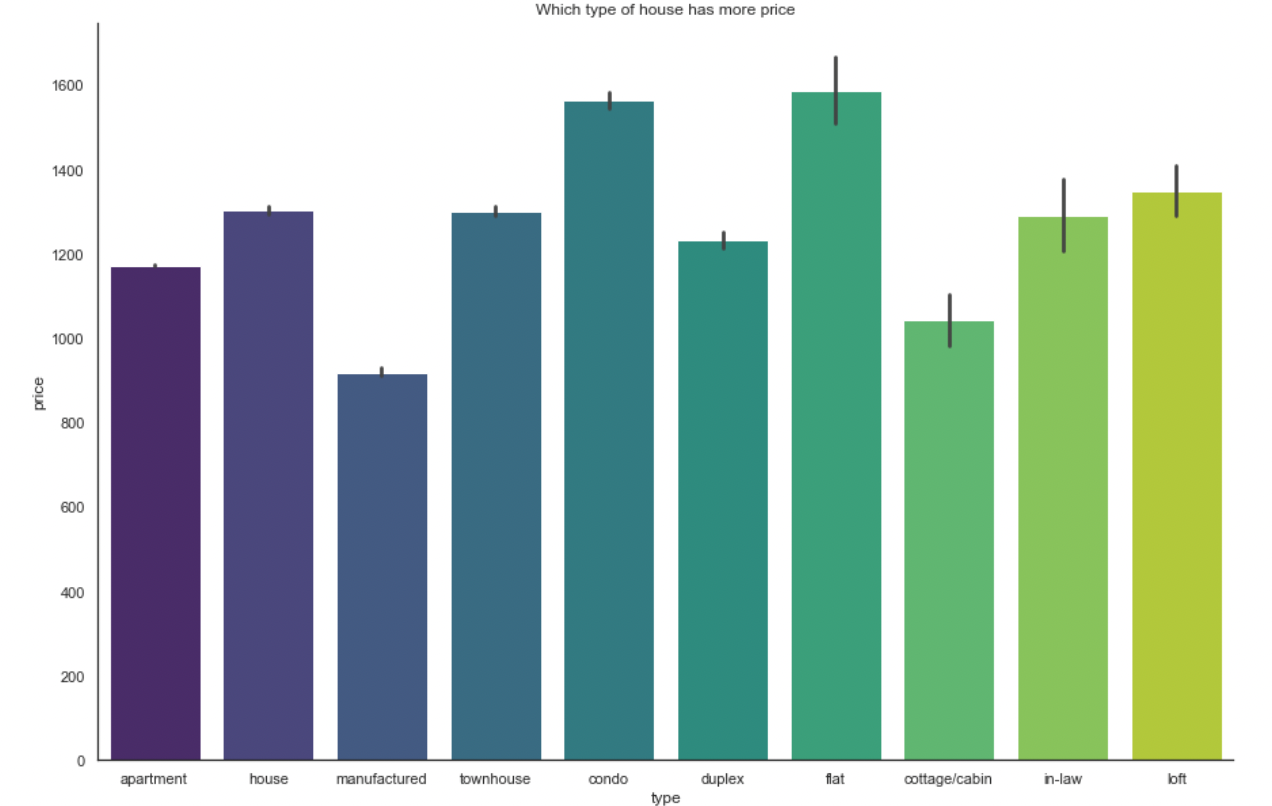 Which type of house has more price
1600
1400
1200
1000
800
600
400
200
0
price
apartment house manufactured townhouse condo duplex flat cottage/cabin in-law loft
type